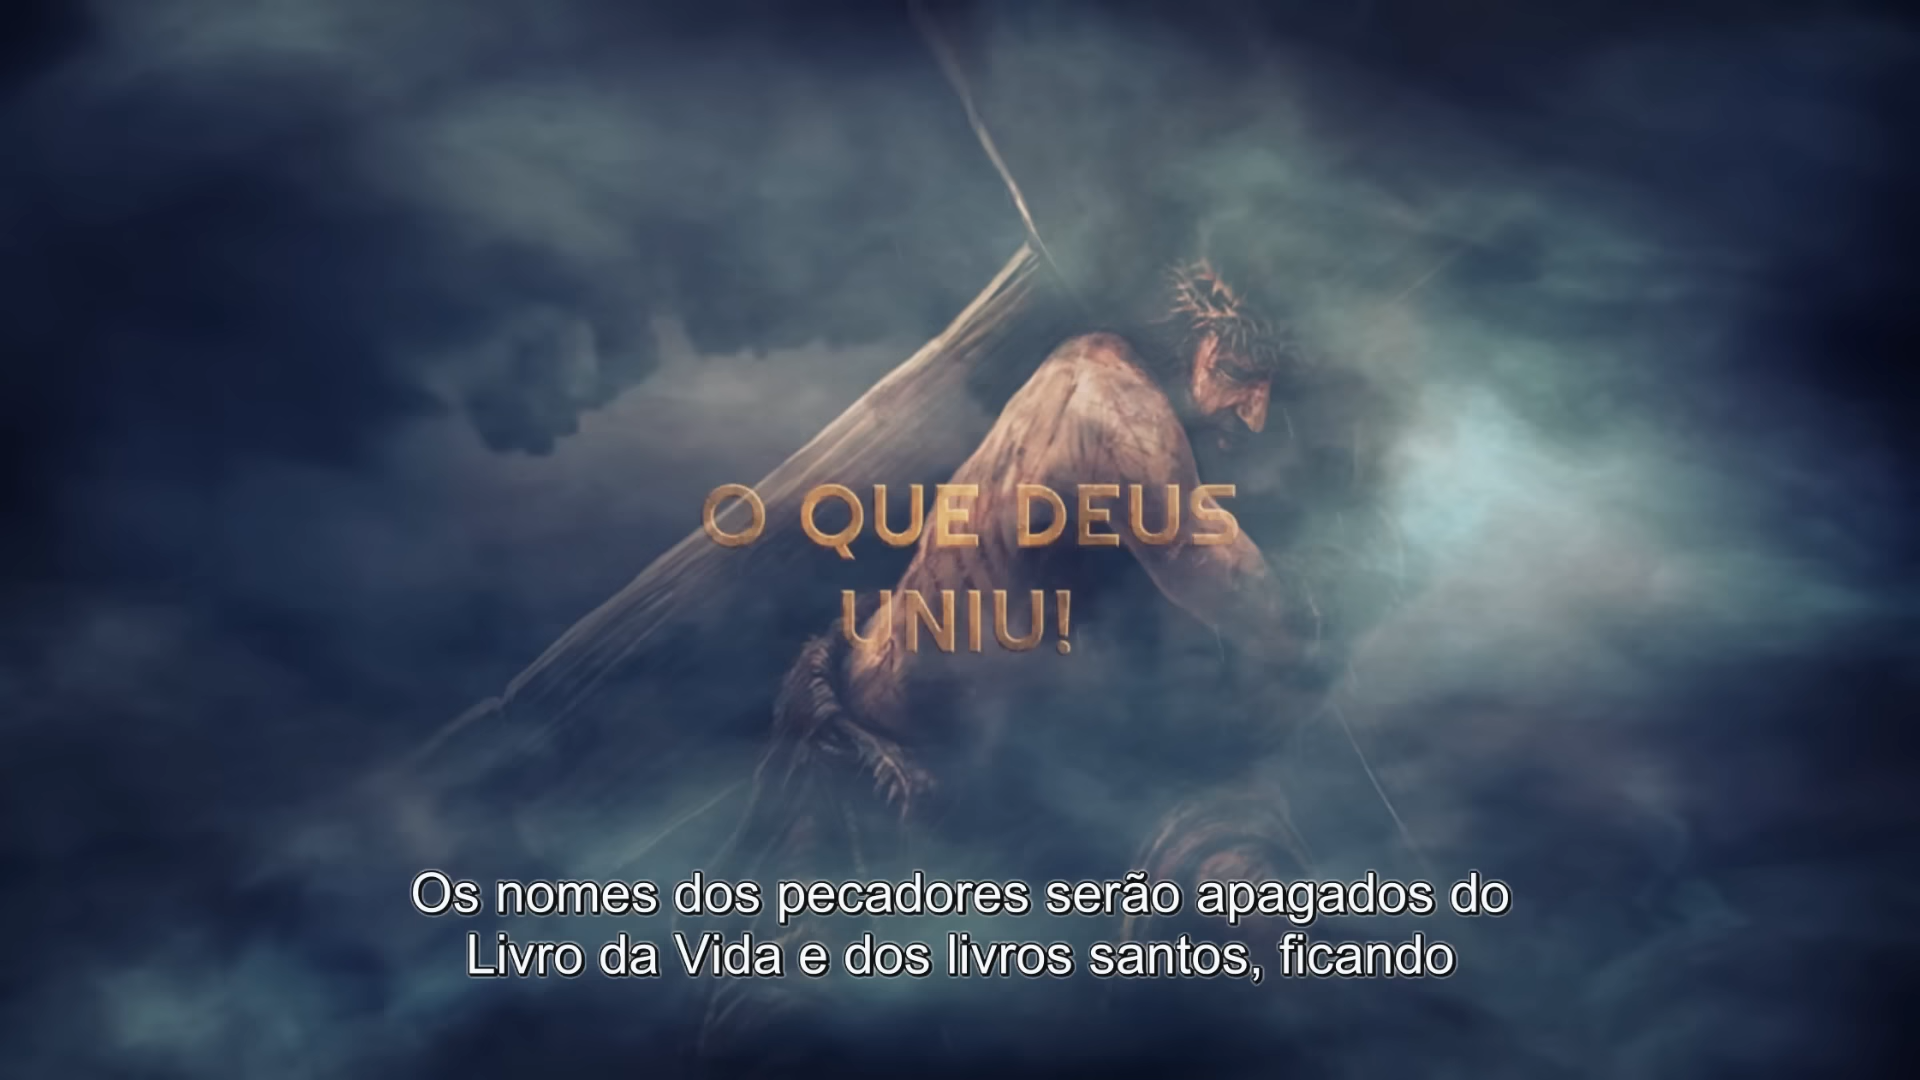 O QUE DEUS
UNIU!
Os nomes dos pecadores serão apagados do
Livro da Vida e dos livros santos, ficando